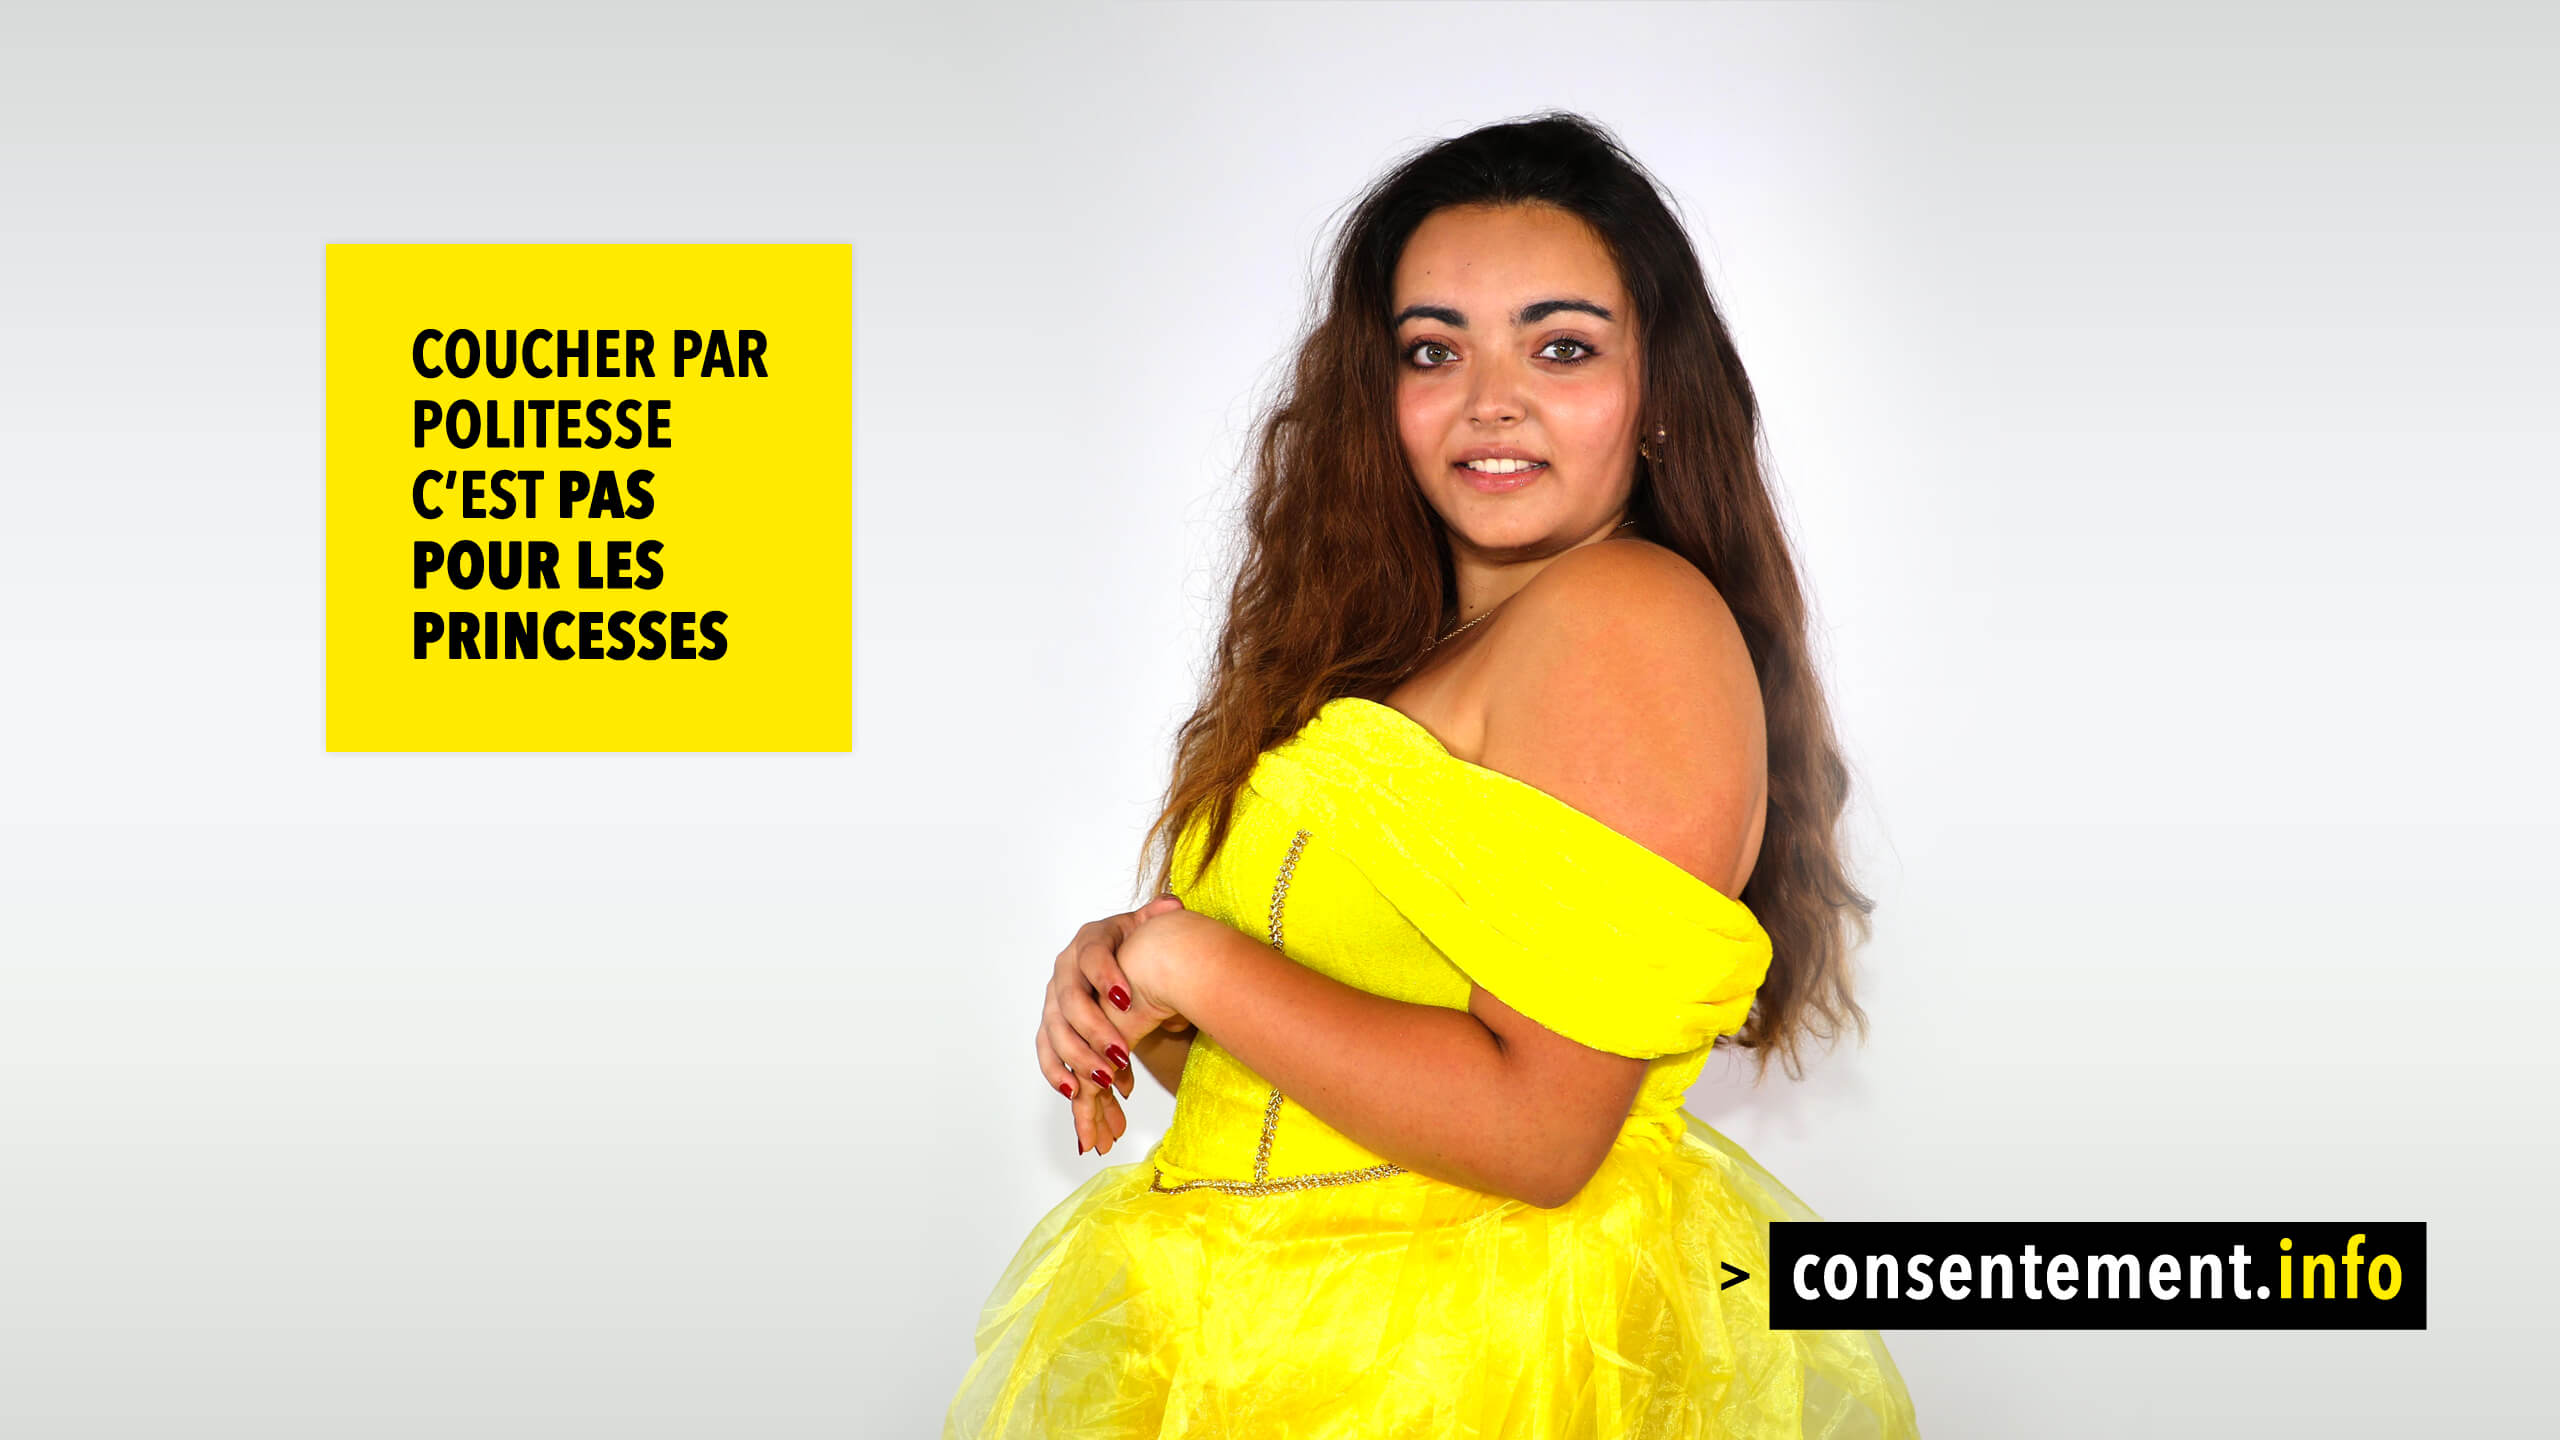 COUCHER PAR
POLITESSE
C’EST PAS
POUR LES
PRINCESSES
> consentement.info